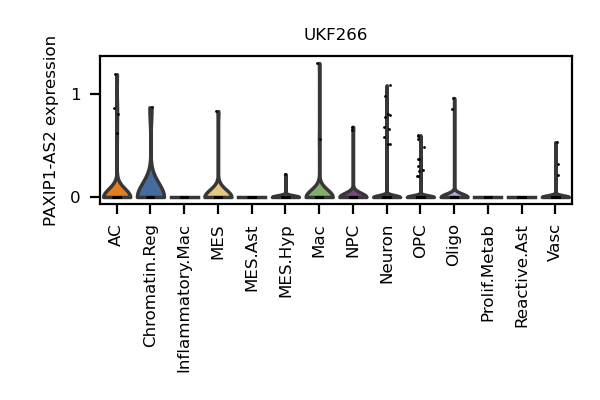 UKF266
PAXIP1-AS2 expression
1
0
AC
Chromatin.Reg
Inflammatory.Mac
MES
MES.Ast
MES.Hyp
Mac
NPC
Neuron
OPC
Oligo
Prolif.Metab
Reactive.Ast
Vasc